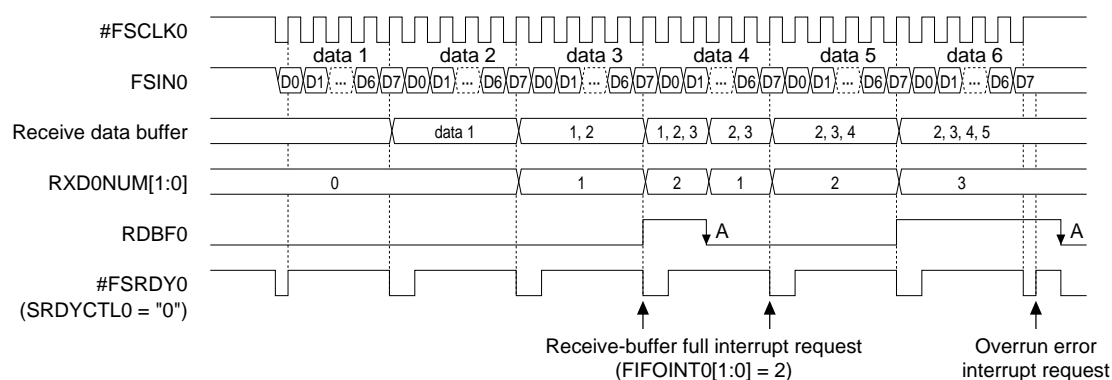 #FSCLK0
data 1 data 2 data 3 data 4 data 5 data 6
FSIN0 D0 D1 ... D6 D7 D0 D1 ... D6 D7 D0 D1 ... D6 D7 D0 D1 ... D6 D7 D0 D1 ... D6 D7 D0 D1 ... D6 D7
Receive data buffer data 1 1, 2 1, 2, 3 2, 3 2, 3, 4 2, 3, 4, 5
RXD0NUM[1:0] 0 1 2 1 2 3
RDBF0 A A
#FSRDY0
(SRDYCTL0 = "0")
Receive-buffer full interrupt request
(FIFOINT0[1:0] = 2)
Overrun error
interrupt request